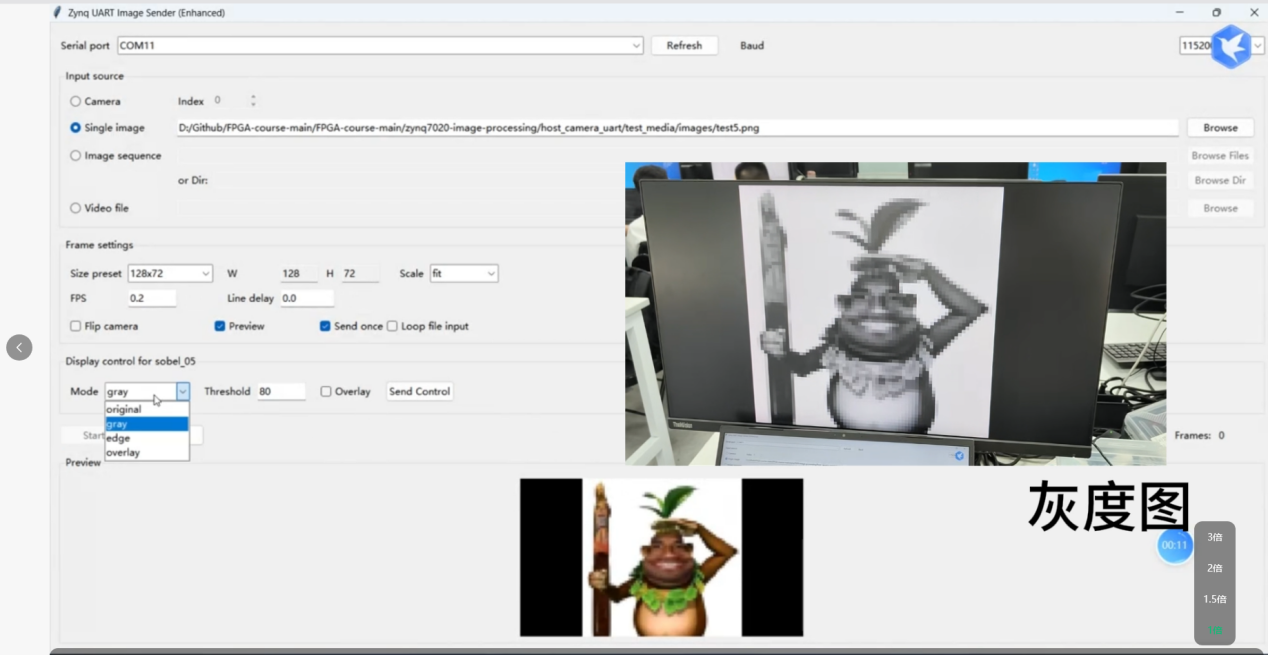 Zynq UART Image Sender (Enhanced)
Serial port COM11 Refresh Baud
Input source
Camera Index 0
Single image D:/Github/FPGA-course-main/FPGA-course-main/zynq7020-image-processing/host_camera_uart/test_media/images/test5.png Browse
Image sequence Browse Files
or Dir: Browse Dir
Video file Browse
Frame settings
Size preset 128x72 W 128 H 72 Scale fit
FPS 0.2 Line delay 0.0
Flip camera Preview Send once Loop file input
Display control for sobel_05
Mode gray Threshold 80 Overlay Send Control
original
gray
edge
overlay
Start
Frames: 0
Preview
灰度图
00:11
3倍
2倍
1.5倍